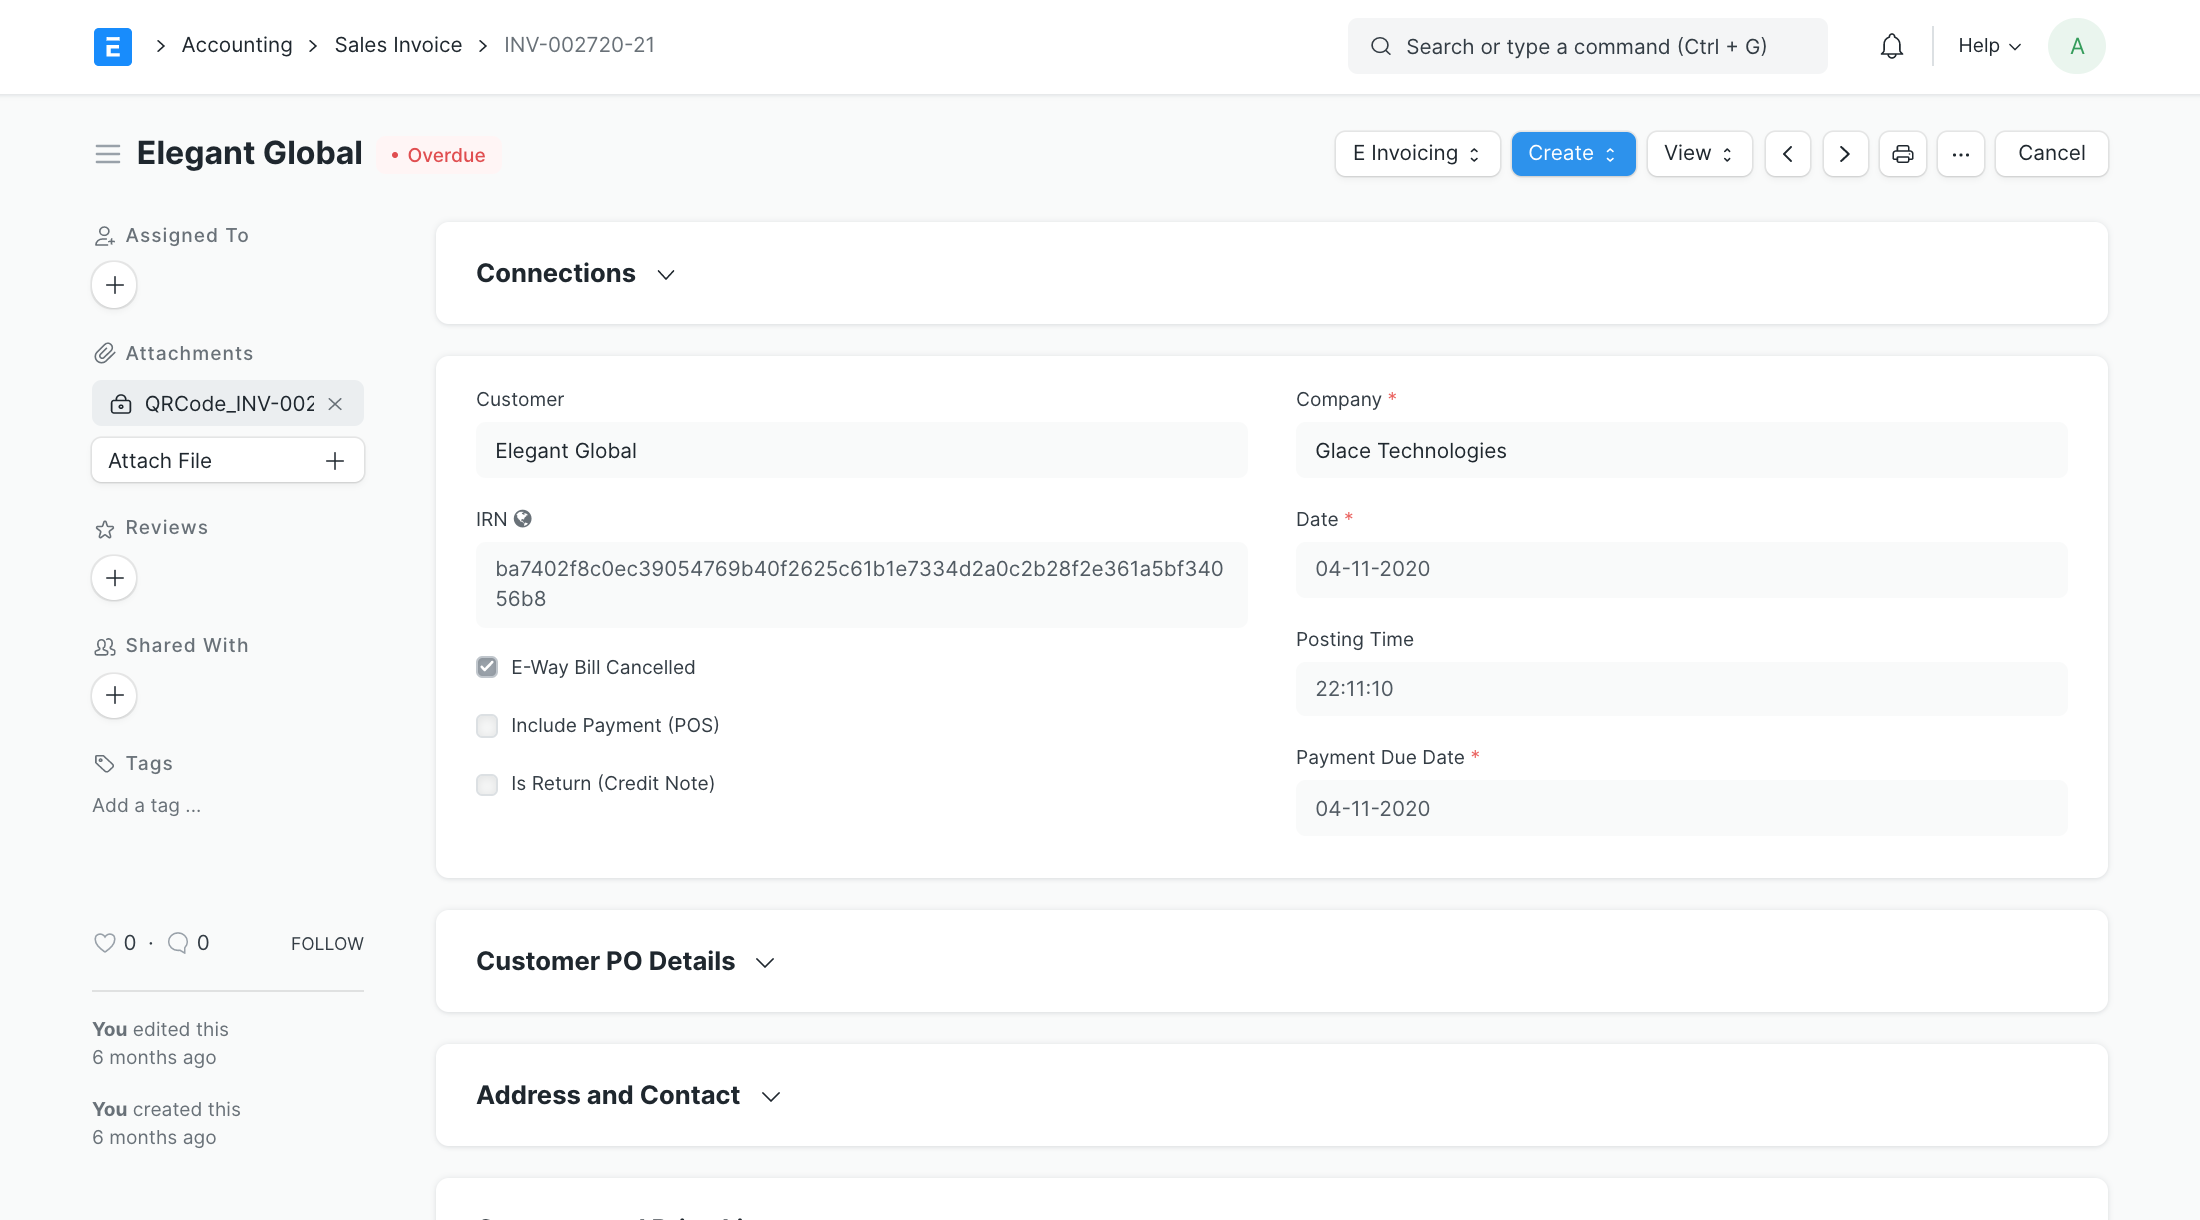 E
Accounting
Sales Invoice
INV-002720-21
Search or type a command (Ctrl + G)
Help
A
Elegant Global
Overdue
E Invoicing
Create
View
...
Cancel
Assigned To
Attachments
QRCode_INV-002
Attach File
Reviews
Shared With
Tags
Add a tag ...
0 · 0
FOLLOW
You edited this
6 months ago
You created this
6 months ago
Connections
Customer
Elegant Global
IRN
ba7402f8c0ec39054769b40f2625c61b1e7334d2a0c2b28f2e361a5bf340
56b8
E-Way Bill Cancelled
Include Payment (POS)
Is Return (Credit Note)
Company *
Glace Technologies
Date *
04-11-2020
Posting Time
22:11:10
Payment Due Date *
04-11-2020
Customer PO Details
Address and Contact